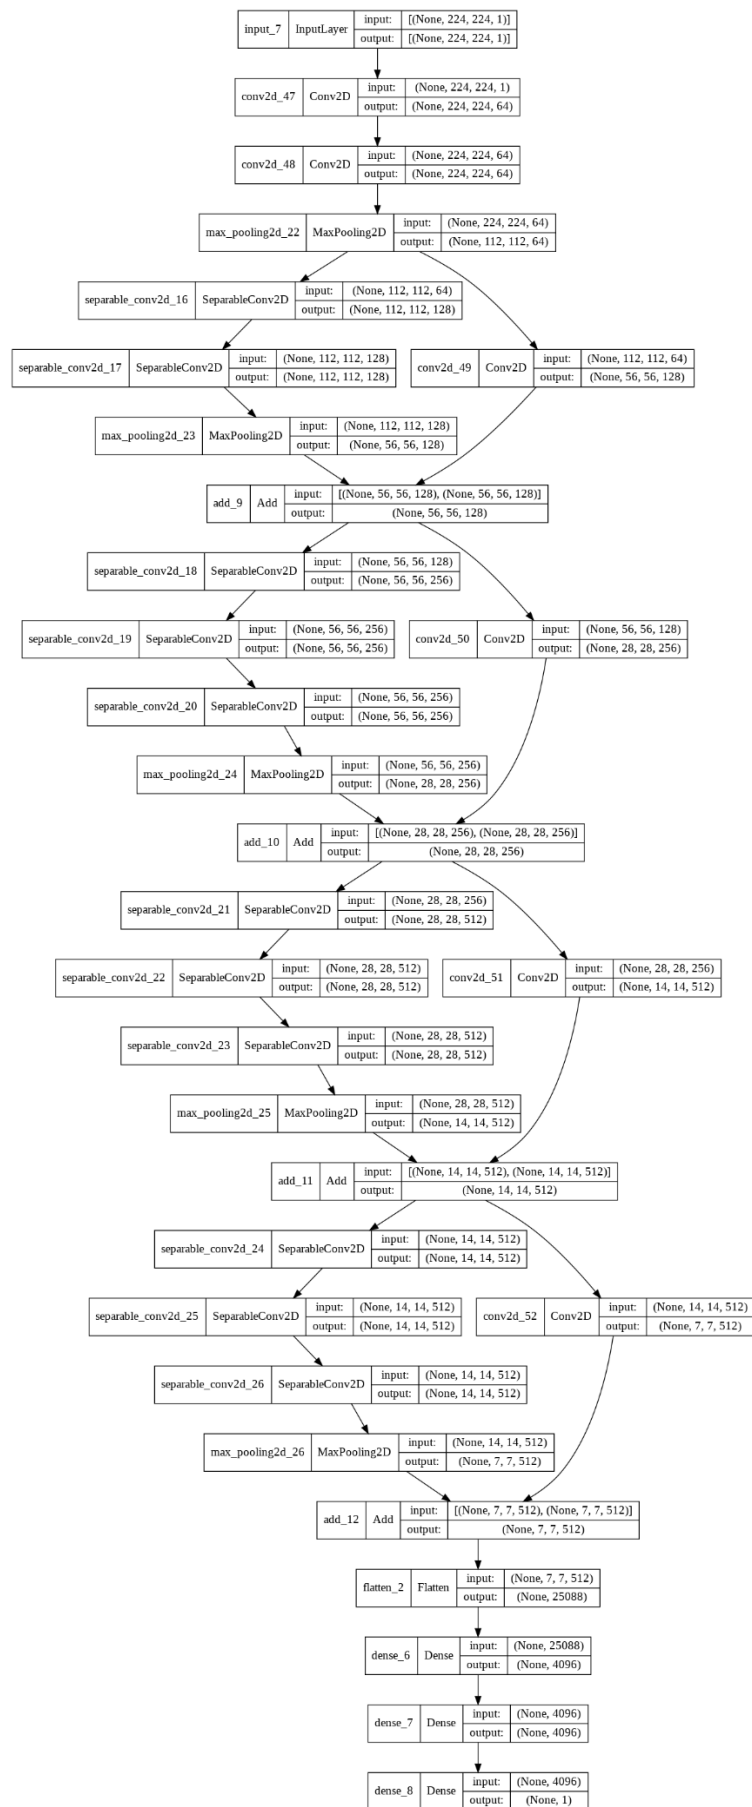 input_7 InputLayer input: [(None, 224, 224, 1)]
output: [(None, 224, 224, 1)]
conv2d_47 Conv2D input: (None, 224, 224, 1)
output: (None, 224, 224, 64)
conv2d_48 Conv2D input: (None, 224, 224, 64)
output: (None, 224, 224, 64)
max_pooling2d_22 MaxPooling2D input: (None, 224, 224, 64)
output: (None, 112, 112, 64)
separable_conv2d_16 SeparableConv2D input: (None, 112, 112, 64)
output: (None, 112, 112, 128)
separable_conv2d_17 SeparableConv2D input: (None, 112, 112, 128)
output: (None, 112, 112, 128)
conv2d_49 Conv2D input: (None, 112, 112, 64)
output: (None, 56, 56, 128)
max_pooling2d_23 MaxPooling2D input: (None, 112, 112, 128)
output: (None, 56, 56, 128)
add_9 Add input: [(None, 56, 56, 128), (None, 56, 56, 128)]
output: (None, 56, 56, 128)
separable_conv2d_18 SeparableConv2D input: (None, 56, 56, 128)
output: (None, 56, 56, 256)
separable_conv2d_19 SeparableConv2D input: (None, 56, 56, 256)
output: (None, 56, 56, 256)
conv2d_50 Conv2D input: (None, 56, 56, 128)
output: (None, 28, 28, 256)
separable_conv2d_20 SeparableConv2D input: (None, 56, 56, 256)
output: (None, 56, 56, 256)
max_pooling2d_24 MaxPooling2D input: (None, 56, 56, 256)
output: (None, 28, 28, 256)
add_10 Add input: [(None, 28, 28, 256), (None, 28, 28, 256)]
output: (None, 28, 28, 256)
separable_conv2d_21 SeparableConv2D input: (None, 28, 28, 256)
output: (None, 28, 28, 512)
separable_conv2d_22 SeparableConv2D input: (None, 28, 28, 512)
output: (None, 28, 28, 512)
conv2d_51 Conv2D input: (None, 28, 28, 256)
output: (None, 14, 14, 512)
separable_conv2d_23 SeparableConv2D input: (None, 28, 28, 512)
output: (None, 28, 28, 512)
max_pooling2d_25 MaxPooling2D input: (None, 28, 28, 512)
output: (None, 14, 14, 512)
add_11 Add input: [(None, 14, 14, 512), (None, 14, 14, 512)]
output: (None, 14, 14, 512)
separable_conv2d_24 SeparableConv2D input: (None, 14, 14, 512)
output: (None, 14, 14, 512)
separable_conv2d_25 SeparableConv2D input: (None, 14, 14, 512)
output: (None, 14, 14, 512)
conv2d_52 Conv2D input: (None, 14, 14, 512)
output: (None, 7, 7, 512)
separable_conv2d_26 SeparableConv2D input: (None, 14, 14, 512)
output: (None, 14, 14, 512)
max_pooling2d_26 MaxPooling2D input: (None, 14, 14, 512)
output: (None, 7, 7, 512)
add_12 Add input: [(None, 7, 7, 512), (None, 7, 7, 512)]
output: (None, 7, 7, 512)
flatten_2 Flatten input: (None, 7, 7, 512)
output: (None, 25088)
dense_6 Dense input: (None, 25088)
output: (None, 4096)
dense_7 Dense input: (None, 4096)
output: (None, 4096)
dense_8 Dense input: (None, 4096)
output: (None, 1)